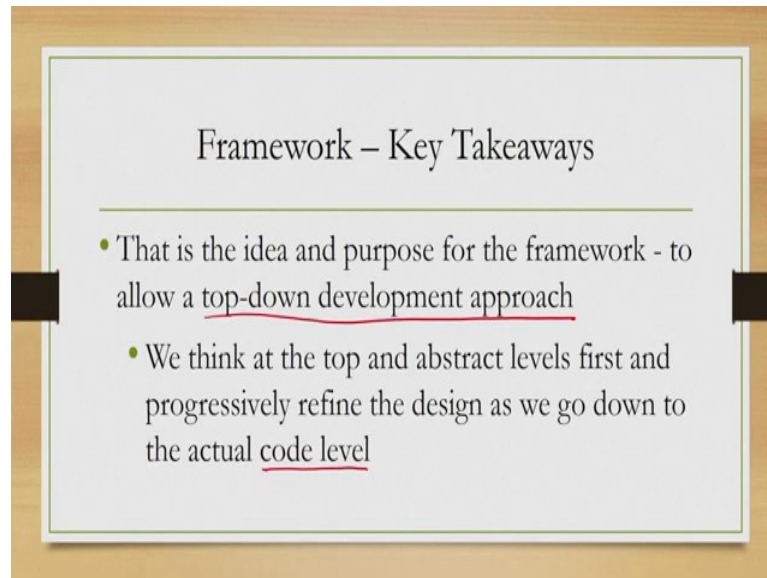 Framework – Key Takeaways
• That is the idea and purpose for the framework - to
allow a top-down development approach
• We think at the top and abstract levels first and
progressively refine the design as we go down to
the actual code level